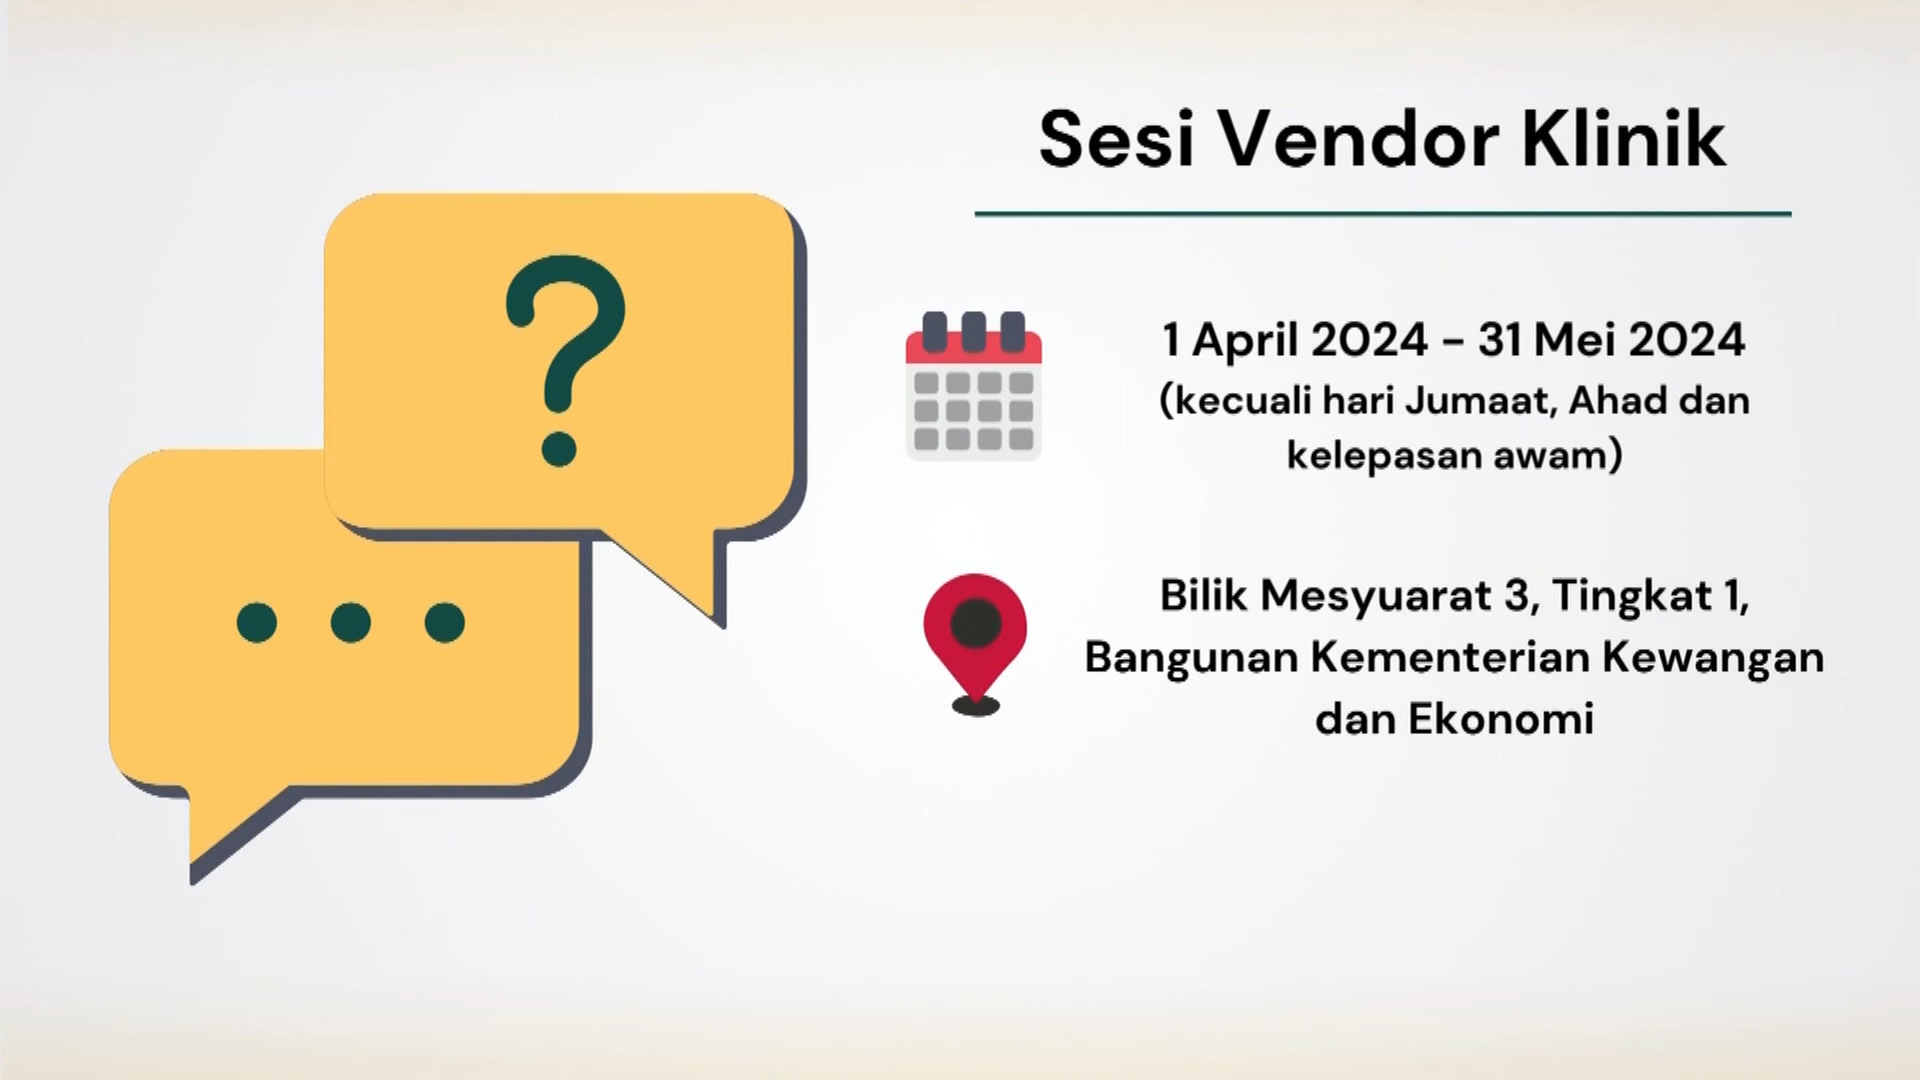 Sesi Vendor Klinik
1 April 2024 - 31 Mei 2024
(kecuali hari Jumaat, Ahad dan
kelepasan awam)
Bilik Mesyuarat 3, Tingkat 1,
Bangunan Kementerian Kewangan
dan Ekonomi
?